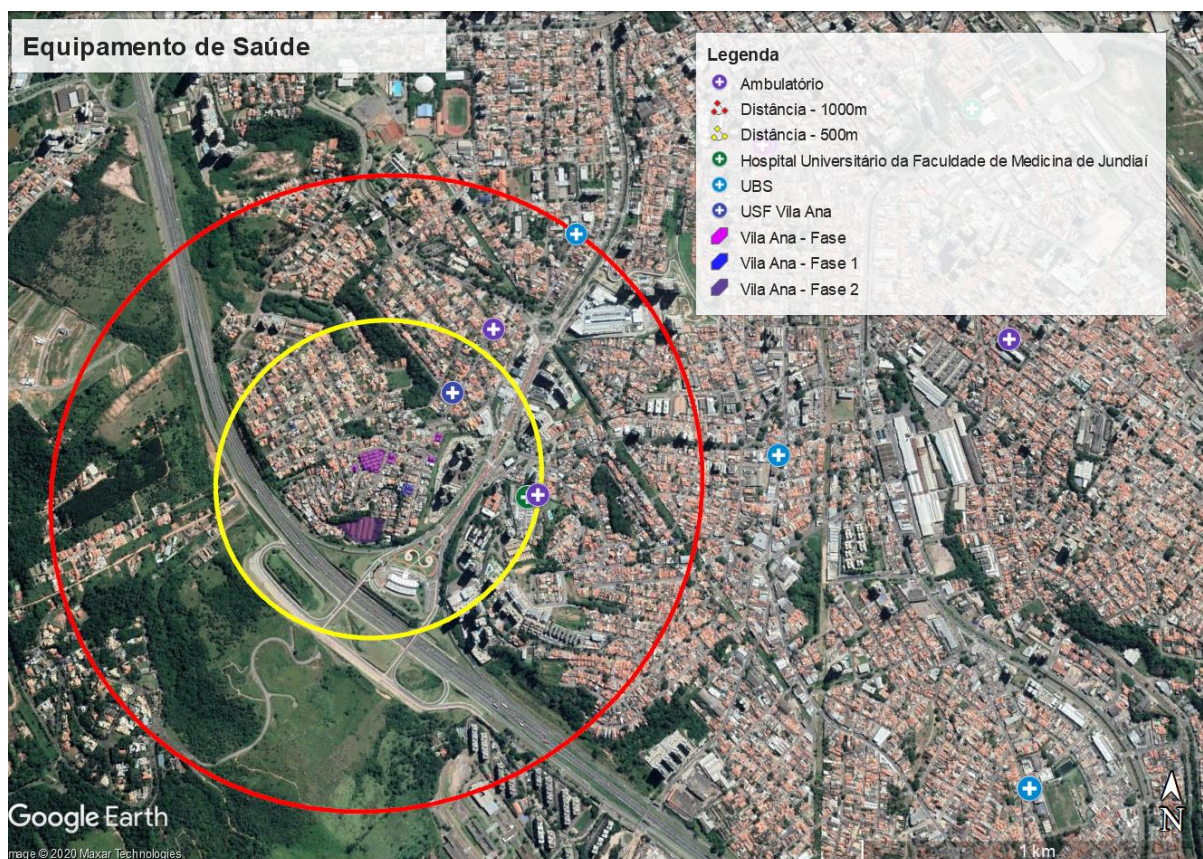 Equipamento de Saúde
Legenda
Ambulatório
Distância - 1000m
Distância - 500m
Hospital Universitário da Faculdade de Medicina de Jundiaí
UBS
USF Vila Ana
Vila Ana - Fase
Vila Ana - Fase 1
Vila Ana - Fase 2
N
Google Earth
1 km
mage © 2020 Maxar Technologies